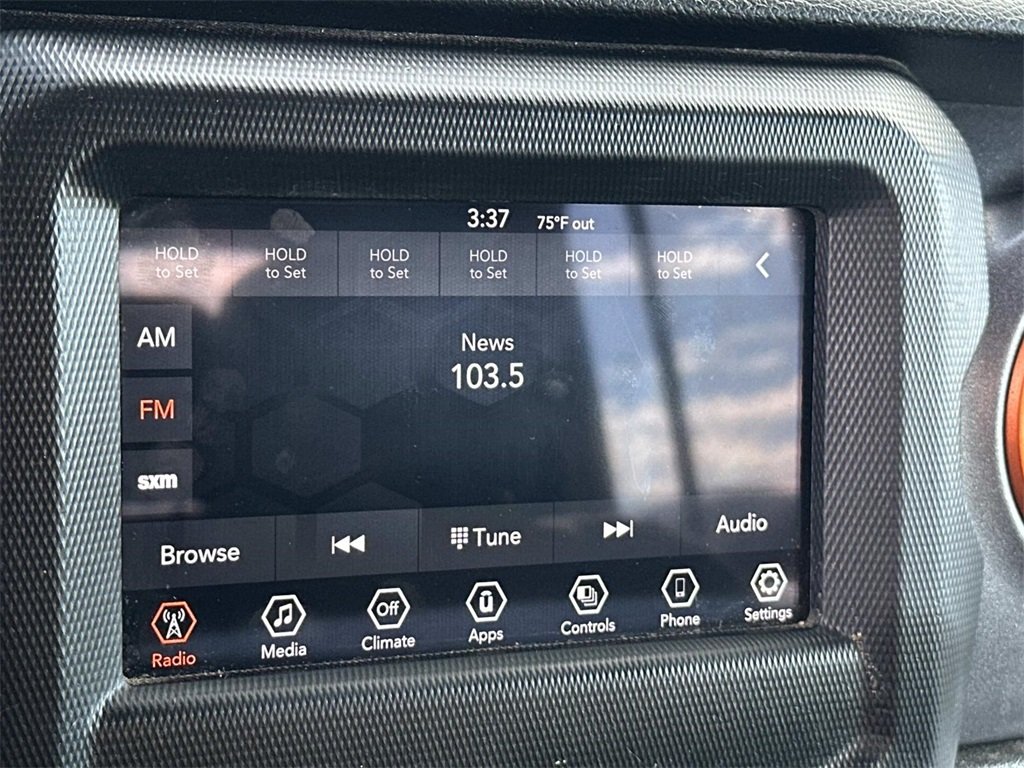 3:37 75°F out
HOLD HOLD HOLD HOLD HOLD HOLD
to Set to Set to Set to Set to Set to Set
AM
News
103.5
FM
sxm
Browse Tune Audio
Off
Radio Media Climate Apps Controls Phone Settings